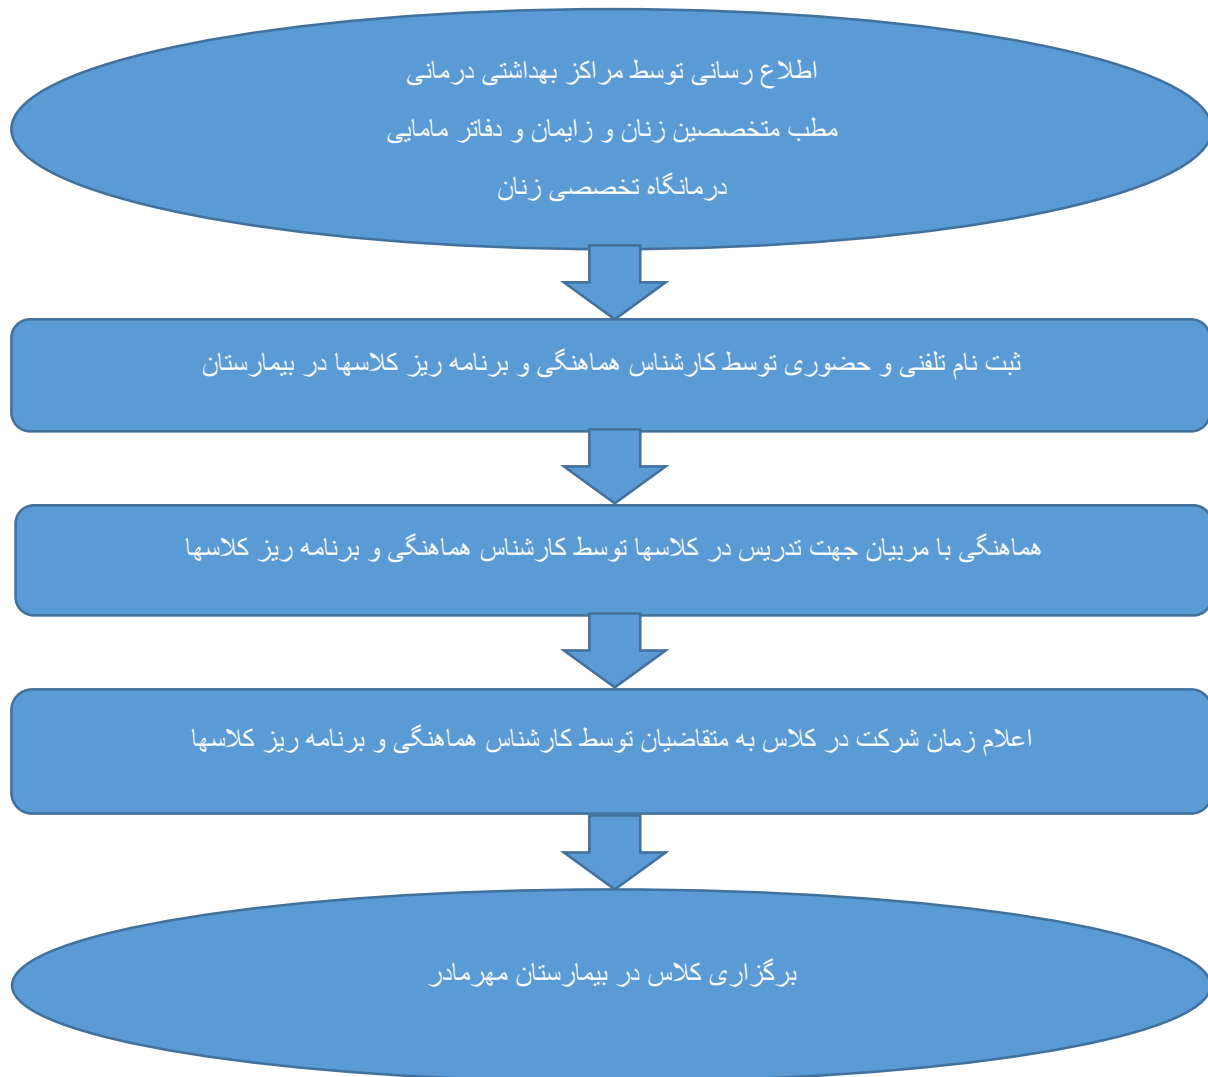 اطلاع رسانی توسط مراکز بهداشتی درمانی
مطب متخصصین زنان و زایمان و دفاتر مامایی
درمانگاه تخصصی زنان
ثبت نام تلفنی و حضوری توسط کارشناس هماهنگی و برنامه ریز کلاسها در بیمارستان
هماهنگی با مربیان جهت تدریس در کلاسها توسط کارشناس هماهنگی و برنامه ریز کلاسها
اعلام زمان شرکت در کلاس به متقاضیان توسط کارشناس هماهنگی و برنامه ریز کلاسها
برگزاری کلاس در بیمارستان مهرمادر